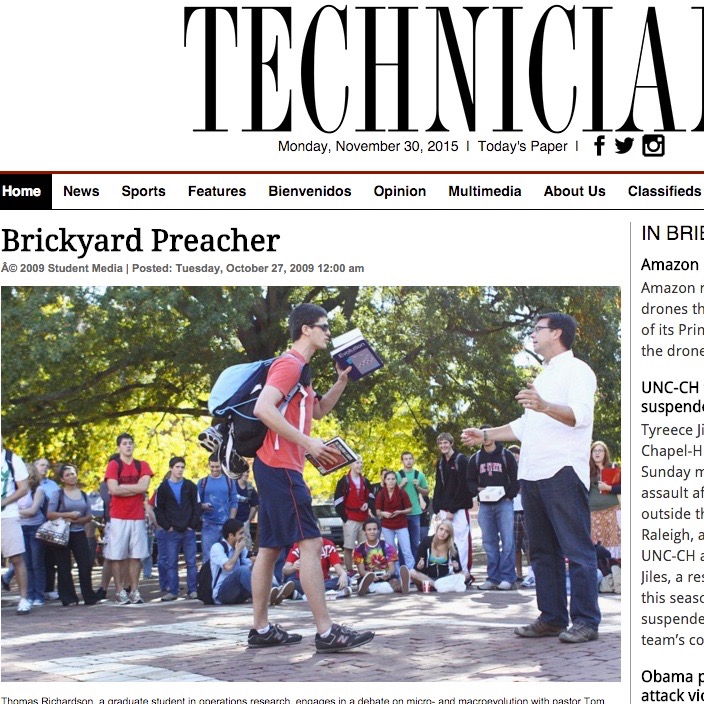 TECHNICIA
Monday, November 30, 2015 | Today's Paper |
Home News Sports Features Bienvenidos Opinion Multimedia About Us Classifieds
Brickyard Preacher
Â© 2009 Student Media | Posted: Tuesday, October 27, 2009 12:00 am
Evolution
Thomas Richardson, a graduate student in operations research, engages in a debate on micro- and macroevolution with pastor Tom
IN BRIE
Amazon
Amazon r
drones th
of its Prin
the drone
UNC-CH
suspende
Tyreece Ji
Chapel-H
Sunday m
assault af
outside th
Raleigh, a
UNC-CH a
Jiles, a res
this seaso
suspende
team's co
Obama p
attack vic